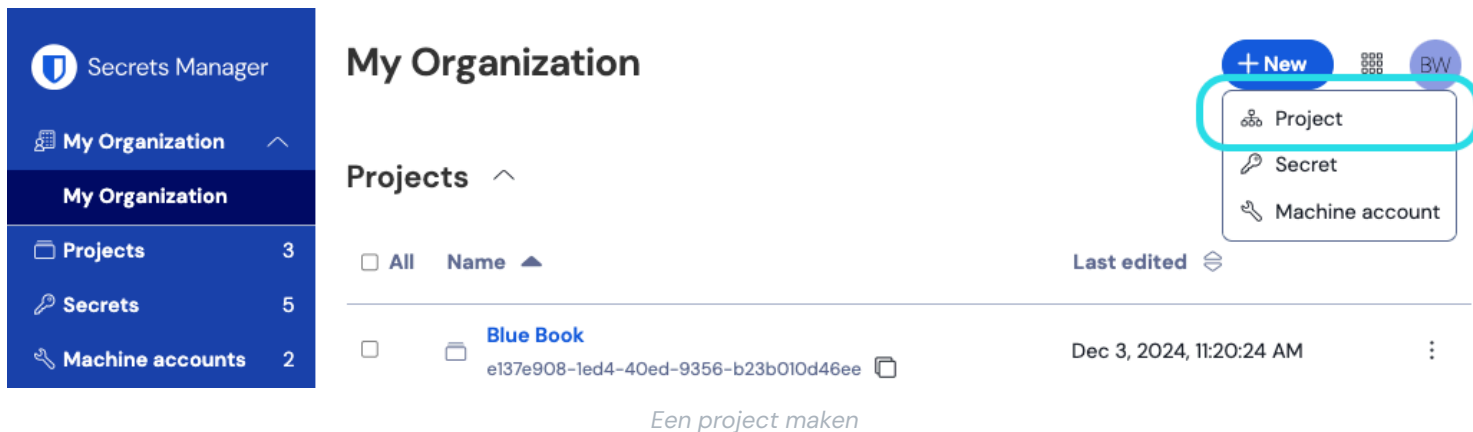 Secrets Manager
My Organization
My Organization
Projects 3
Secrets 5
Machine accounts 2
My Organization
+ New
BW
Project
Secret
Machine account
Projects
All Name Last edited
Blue Book
e137e908-1ed4-40ed-9356-b23b010d46ee
Dec 3, 2024, 11:20:24 AM
Een project maken